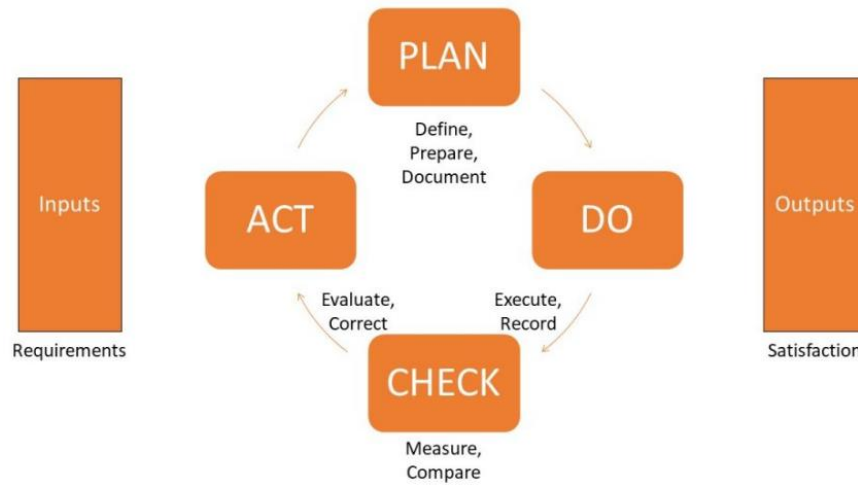 PLAN
Define,
Prepare,
Document
Inputs
Requirements
ACT
Evaluate,
Correct
DO
Execute,
Record
CHECK
Measure,
Compare
Outputs
Satisfaction